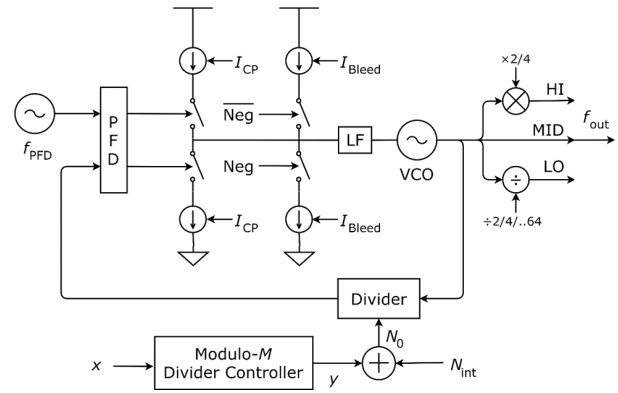 ×2/4
I_CP
I_Bleed
HI
P
F
D
Neg
f_PFD
f_out
MID
LF
VCO
Neg
LO
÷
I_CP
I_Bleed
÷2/4/..64
Divider
N_0
x
Modulo-M
Divider Controller
y
+
N_int